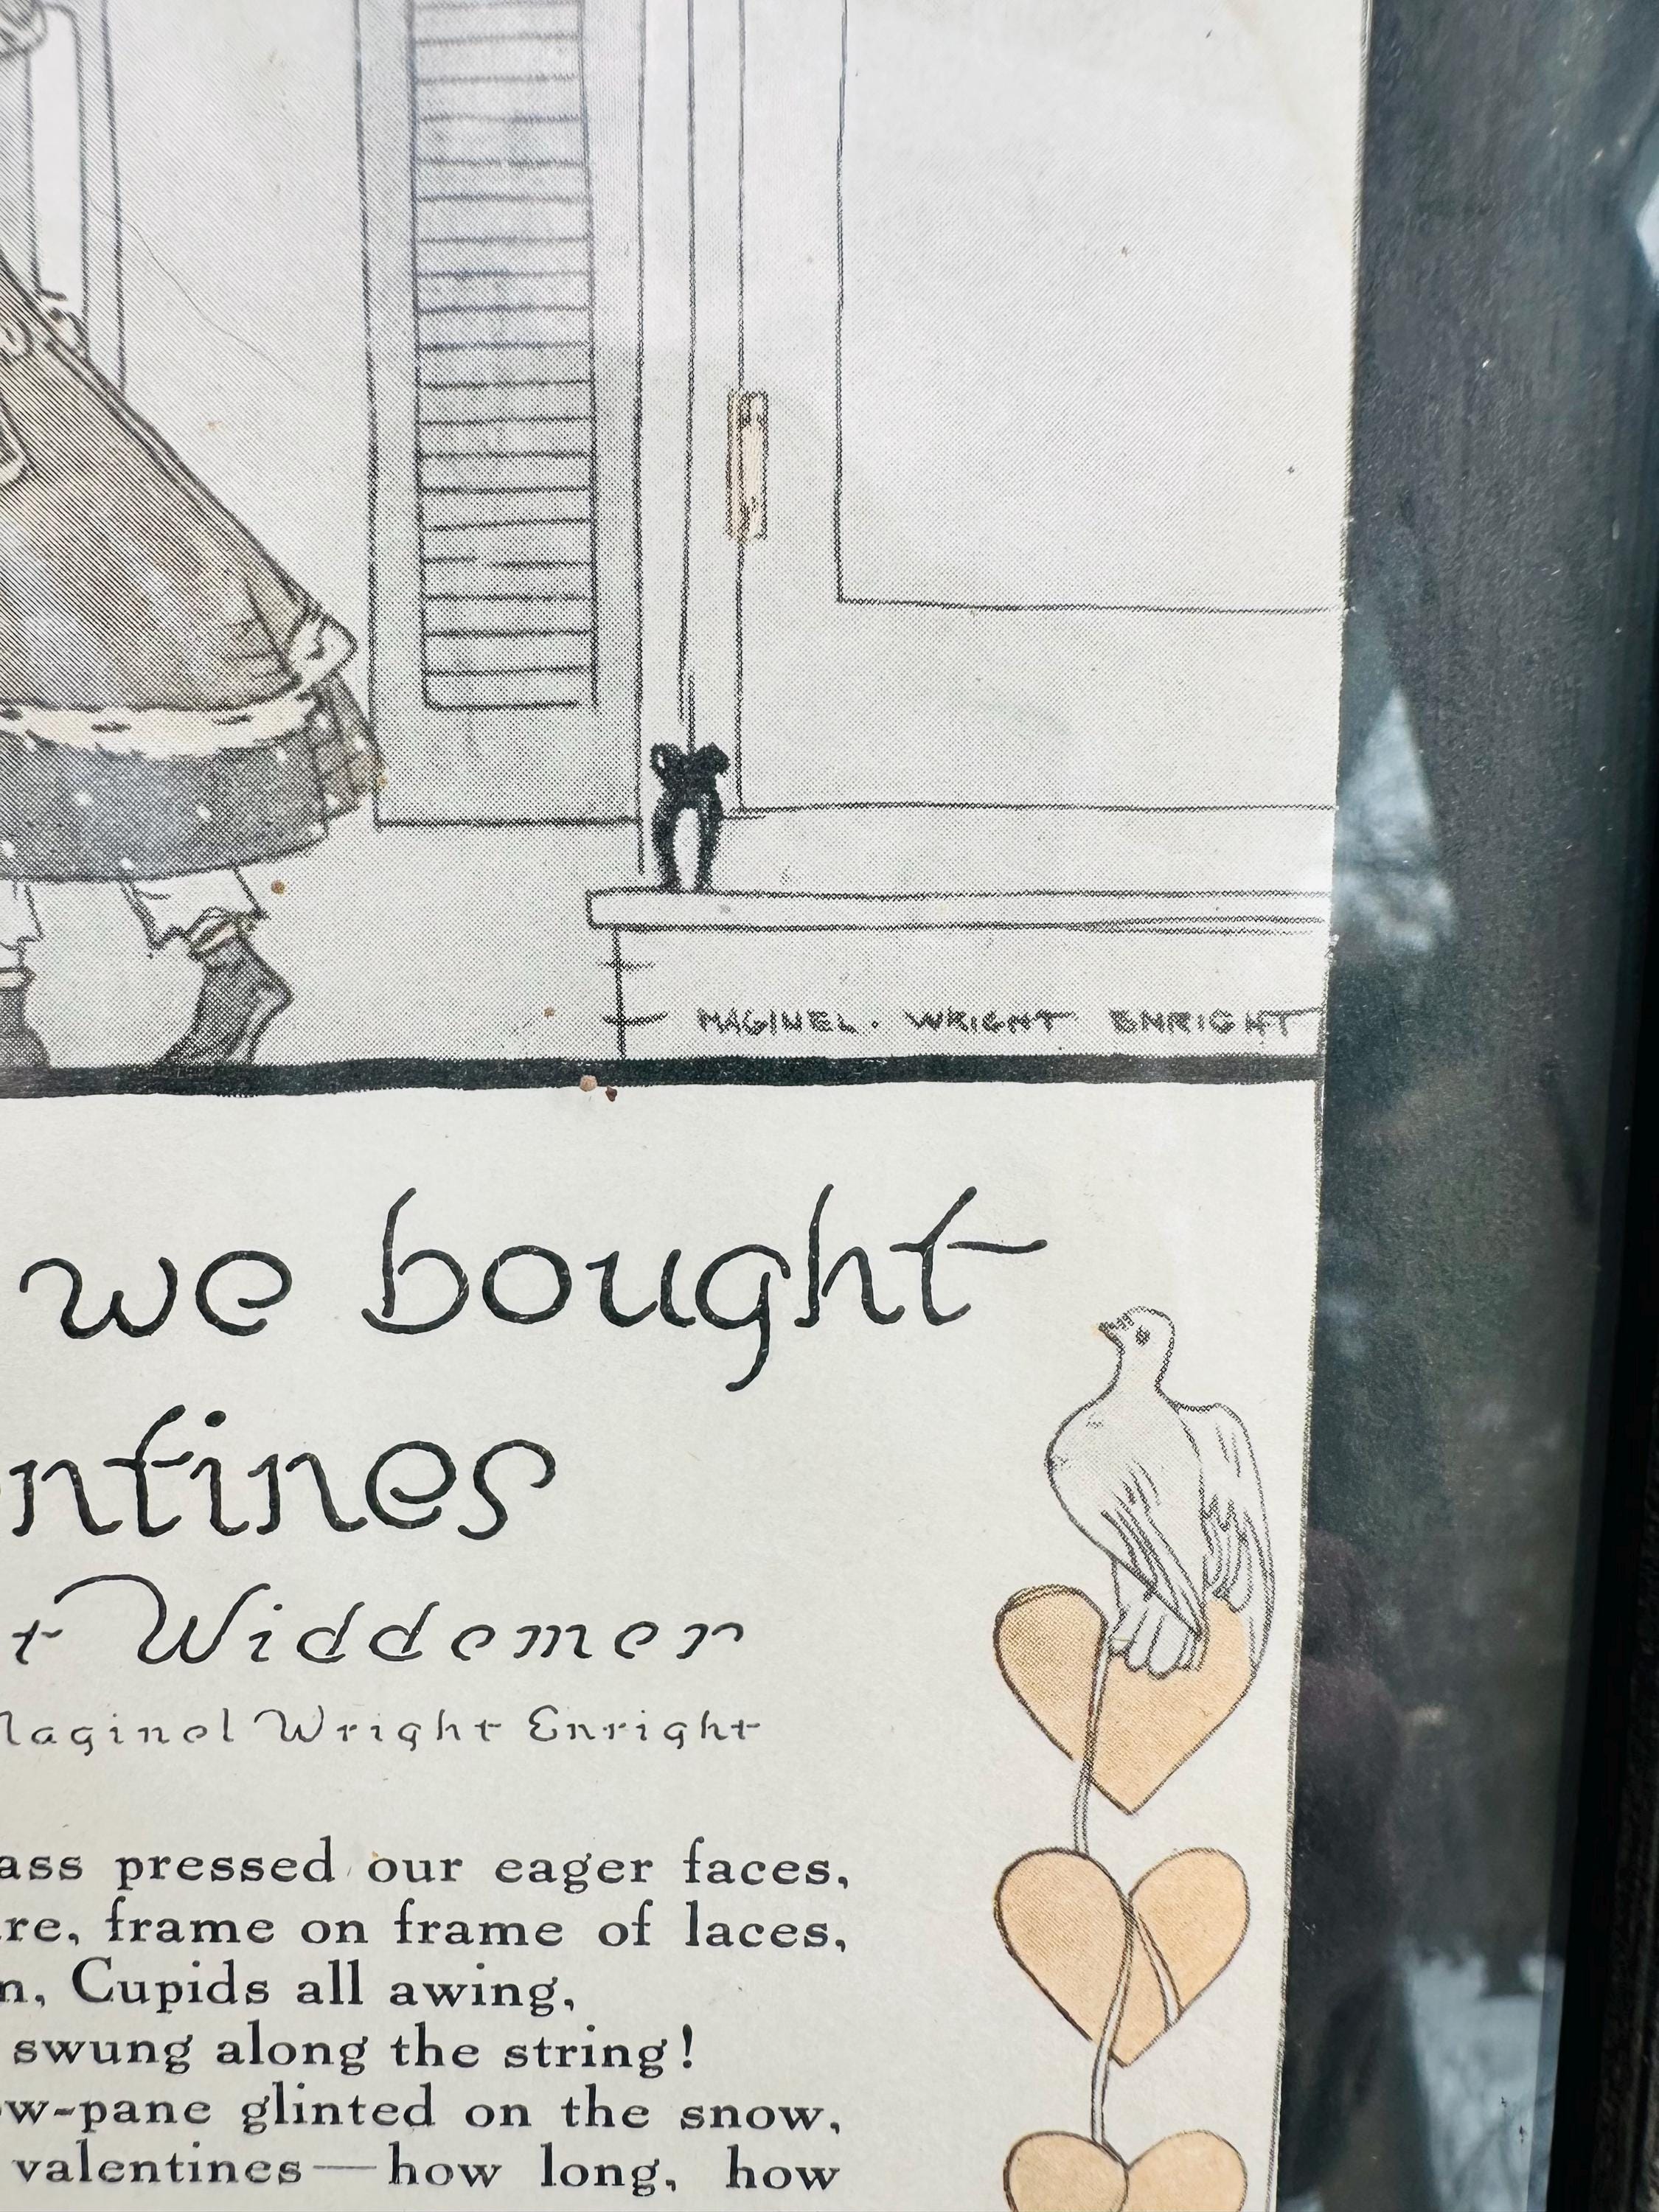 MAGINEL. WRIGHT ENRIGHT
we bought
ntines
t Widdemer
aginel Wright Enright
ass pressed our eager faces,
re, frame on frame of laces,
n, Cupids all awing,
swung along the string!
w-pane glinted on the snow,
valentines—how long, how